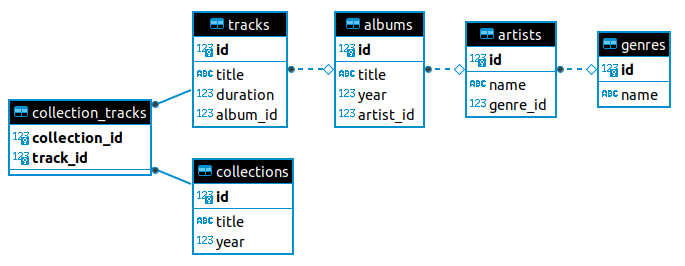 collection_tracks
123 collection_id
123 track_id
tracks
123 id
ABC title
123 duration
123 album_id
collections
123 id
ABC title
123 year
albums
123 id
ABC title
123 year
123 artist_id
artists
123 id
ABC name
123 genre_id
genres
123 id
ABC name